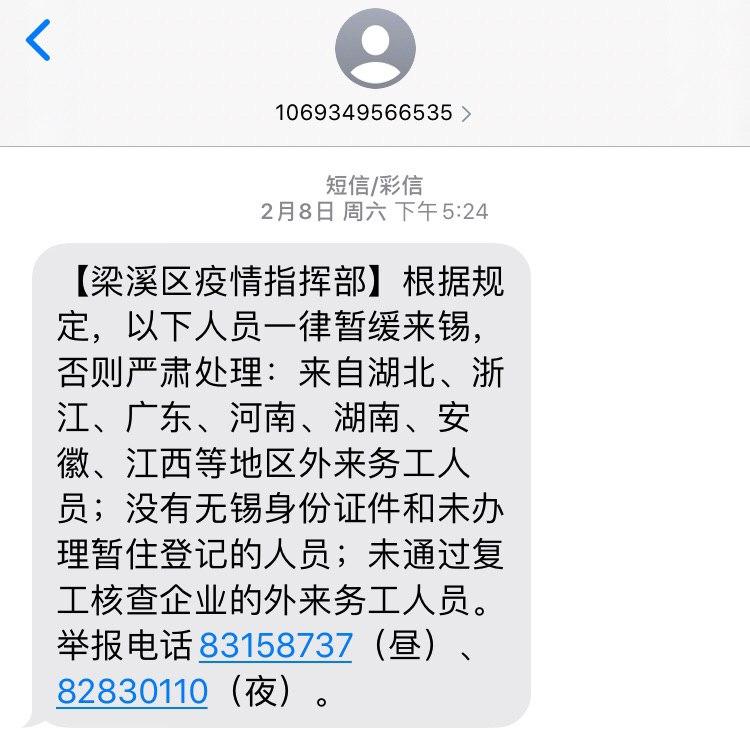 1069349566535
短信/彩信
2月8日 周六 下午5:24
【梁溪区疫情指挥部】根据规
定，以下人员一律暂缓来锡，
否则严肃处理：来自湖北、浙
江、广东、河南、湖南、安
徽、江西等地区外来务工人
员；没有无锡身份证件和未办
理暂住登记的人员；未通过复
工核查企业的外来务工人员。
举报电话83158737（昼）、
82830110（夜）。